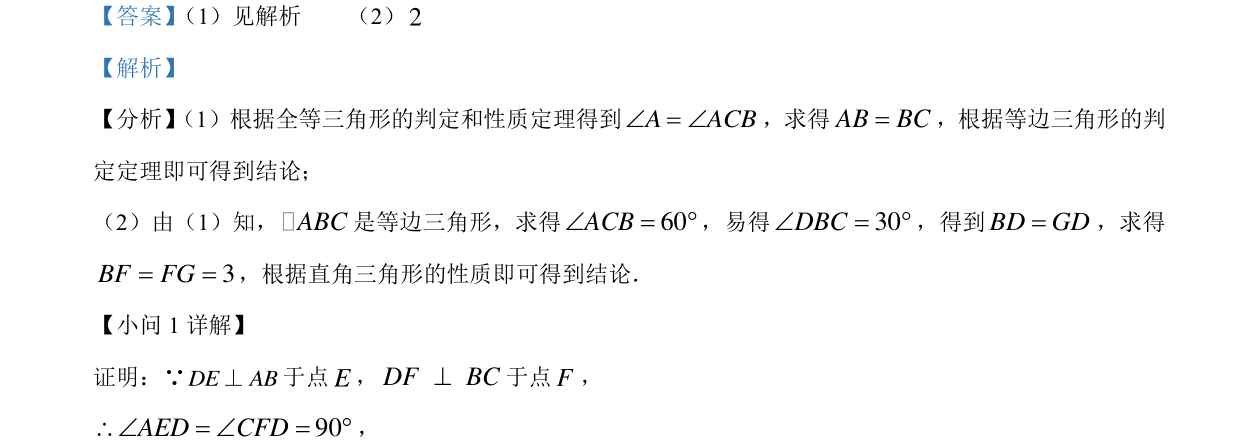 【答案】（1）见解析 （2）2
【解析】
【分析】（1）根据全等三角形的判定和性质定理得到∠A = ∠ACB，求得 AB = BC，根据等边三角形的判
定定理即可得到结论；
（2）由（1）知，□ABC 是等边三角形，求得∠ACB = 60°，易得∠DBC = 30°，得到BD = GD，求得
BF = FG = 3，根据直角三角形的性质即可得到结论．
【小问 1 详解】
证明：∵DE ⊥ AB于点E，DF ⊥ BC于点F，
∴∠AED = ∠CFD = 90°，